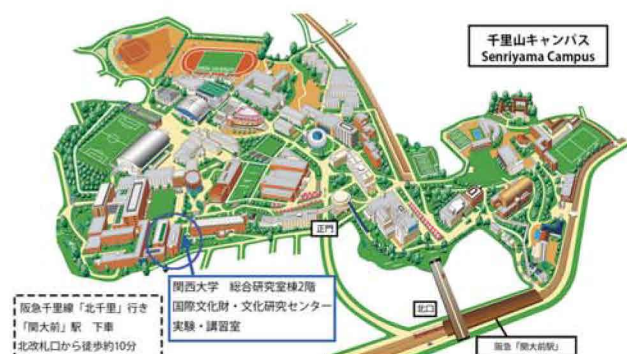 千里山キャンパス
Senriyama Campus
正門
関西大学　総合研究室棟2階
国際文化財・文化研究センター
実験・講習室
北口
阪急千里線「北千里」行き
「関大前」駅　下車
北改札口から徒歩約10分
阪急「関大前駅」